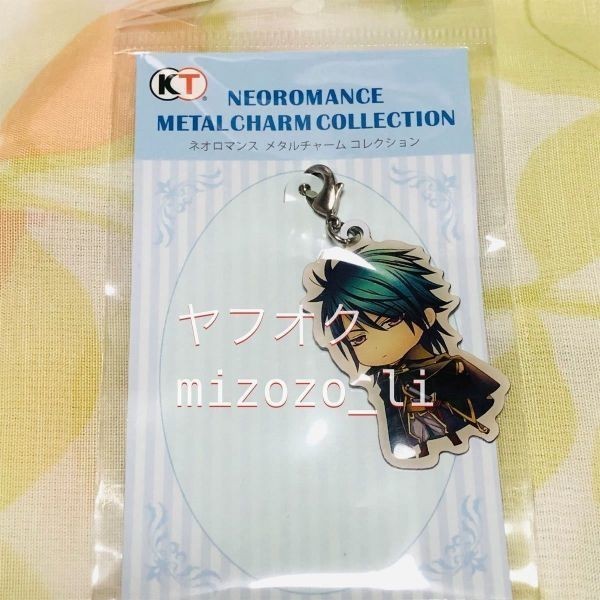 KT
NEOROMANCE
METAL CHARM COLLECTION
ネオロマンス メタルチャーム コレクション
ヤフオク
mizozo_li